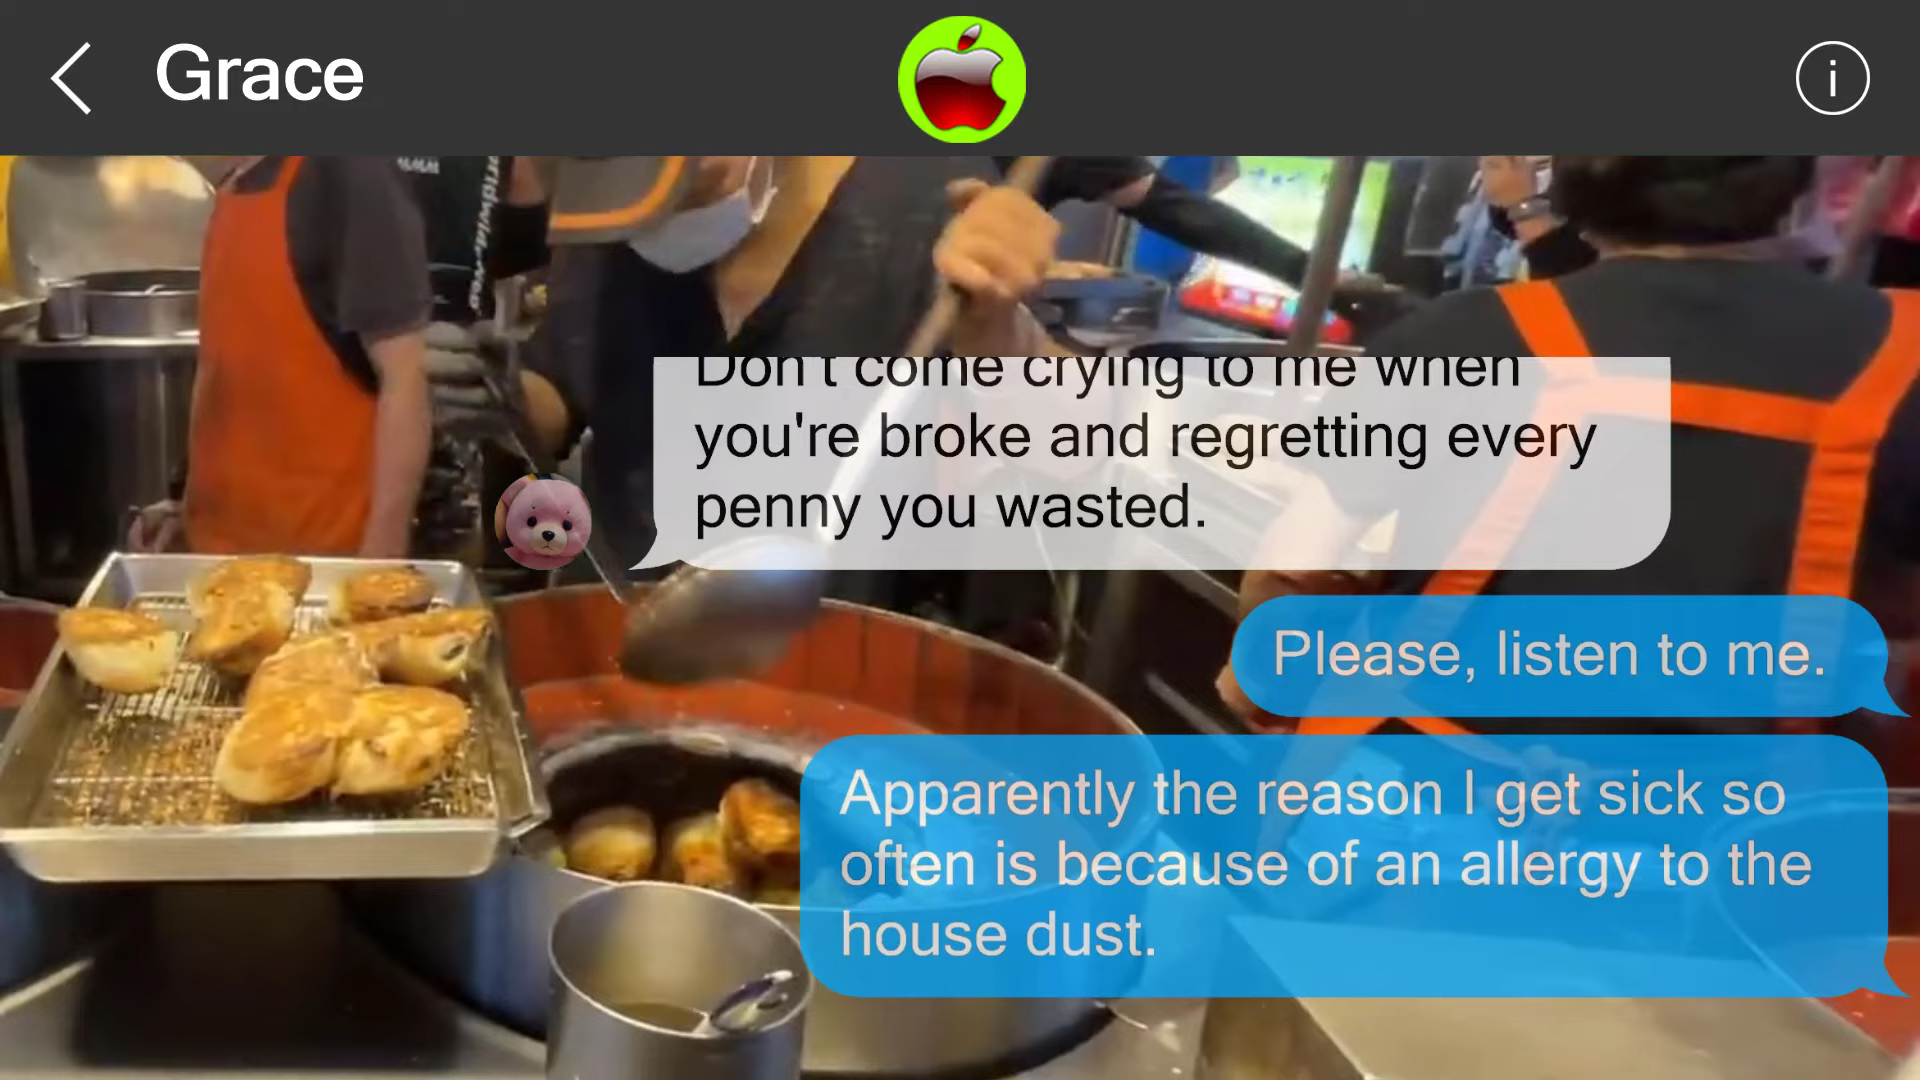 Grace
i
Don't come crying to me when
you're broke and regretting every
penny you wasted.
Please, listen to me.
Apparently the reason I get sick so
often is because of an allergy to the
house dust.